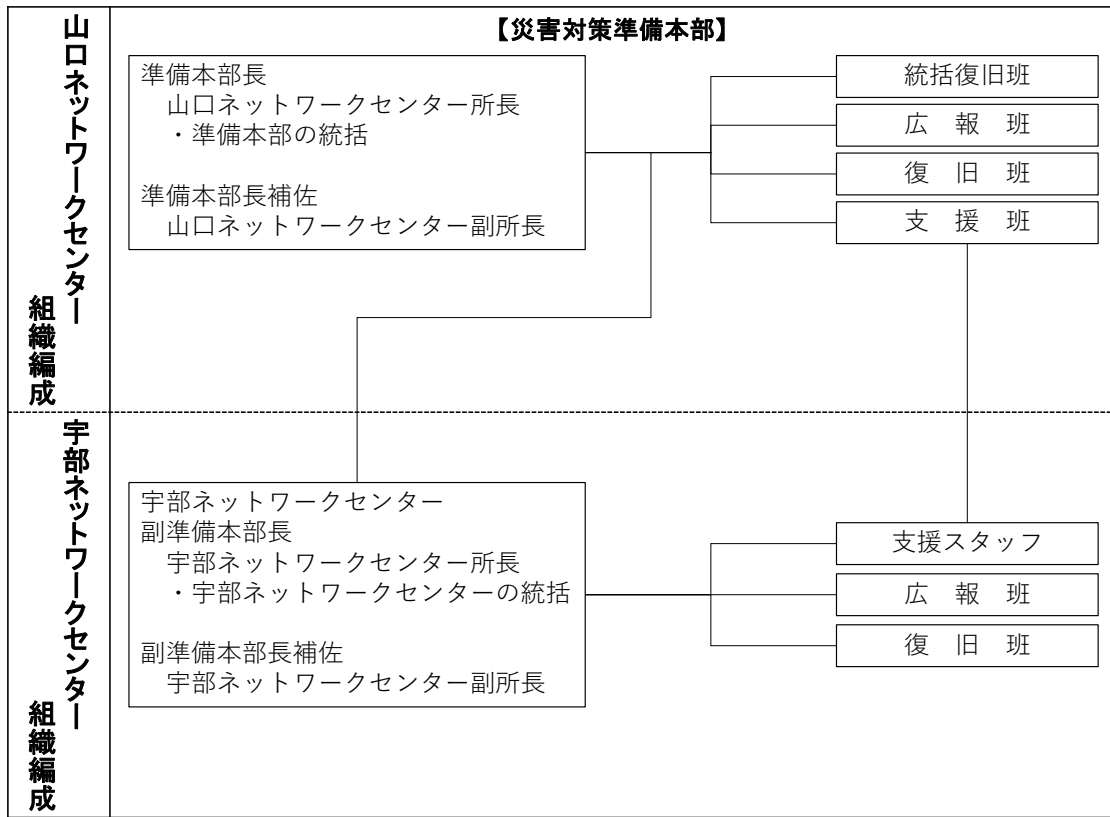 【災害対策準備本部】
山口ネットワークセンター
組織編成
準備本部長
山口ネットワークセンター所長
・準備本部の統括
準備本部長補佐
山口ネットワークセンター副所長
統括復旧班
広　報　班
復　旧　班
支　援　班
宇部ネットワークセンター
組織編成
宇部ネットワークセンター
副準備本部長
宇部ネットワークセンター所長
・宇部ネットワークセンターの統括
副準備本部長補佐
宇部ネットワークセンター副所長
支援スタッフ
広　報　班
復　旧　班